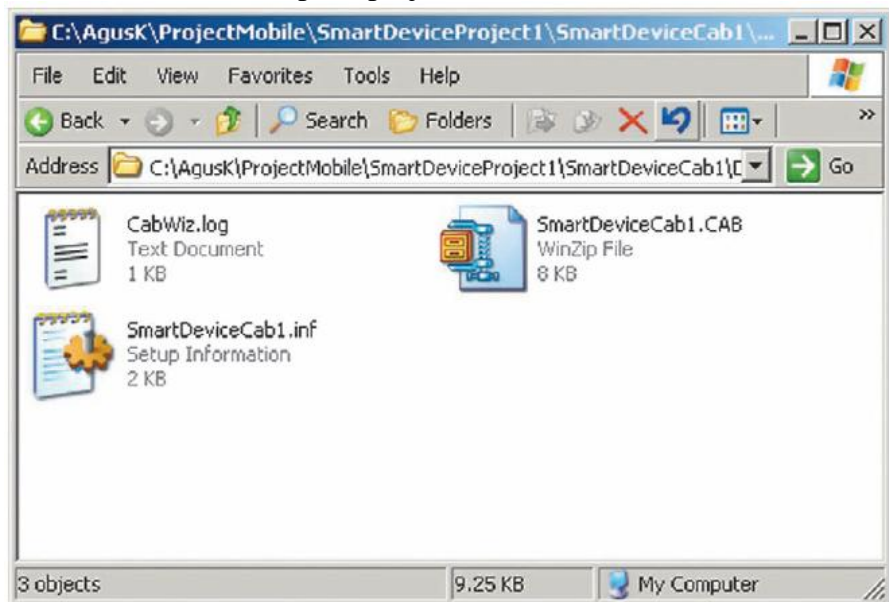 C:\AgusK\ProjectMobile\SmartDeviceProject1\SmartDeviceCab1\...
File Edit View Favorites Tools Help
Back Search Folders »
Address C:\AgusK\ProjectMobile\SmartDeviceProject1\SmartDeviceCab1\D Go
CabWiz.log
Text Document
1 KB
SmartDeviceCab1.CAB
WinZip File
8 KB
SmartDeviceCab1.inf
Setup Information
2 KB
3 objects 9.25 KB My Computer